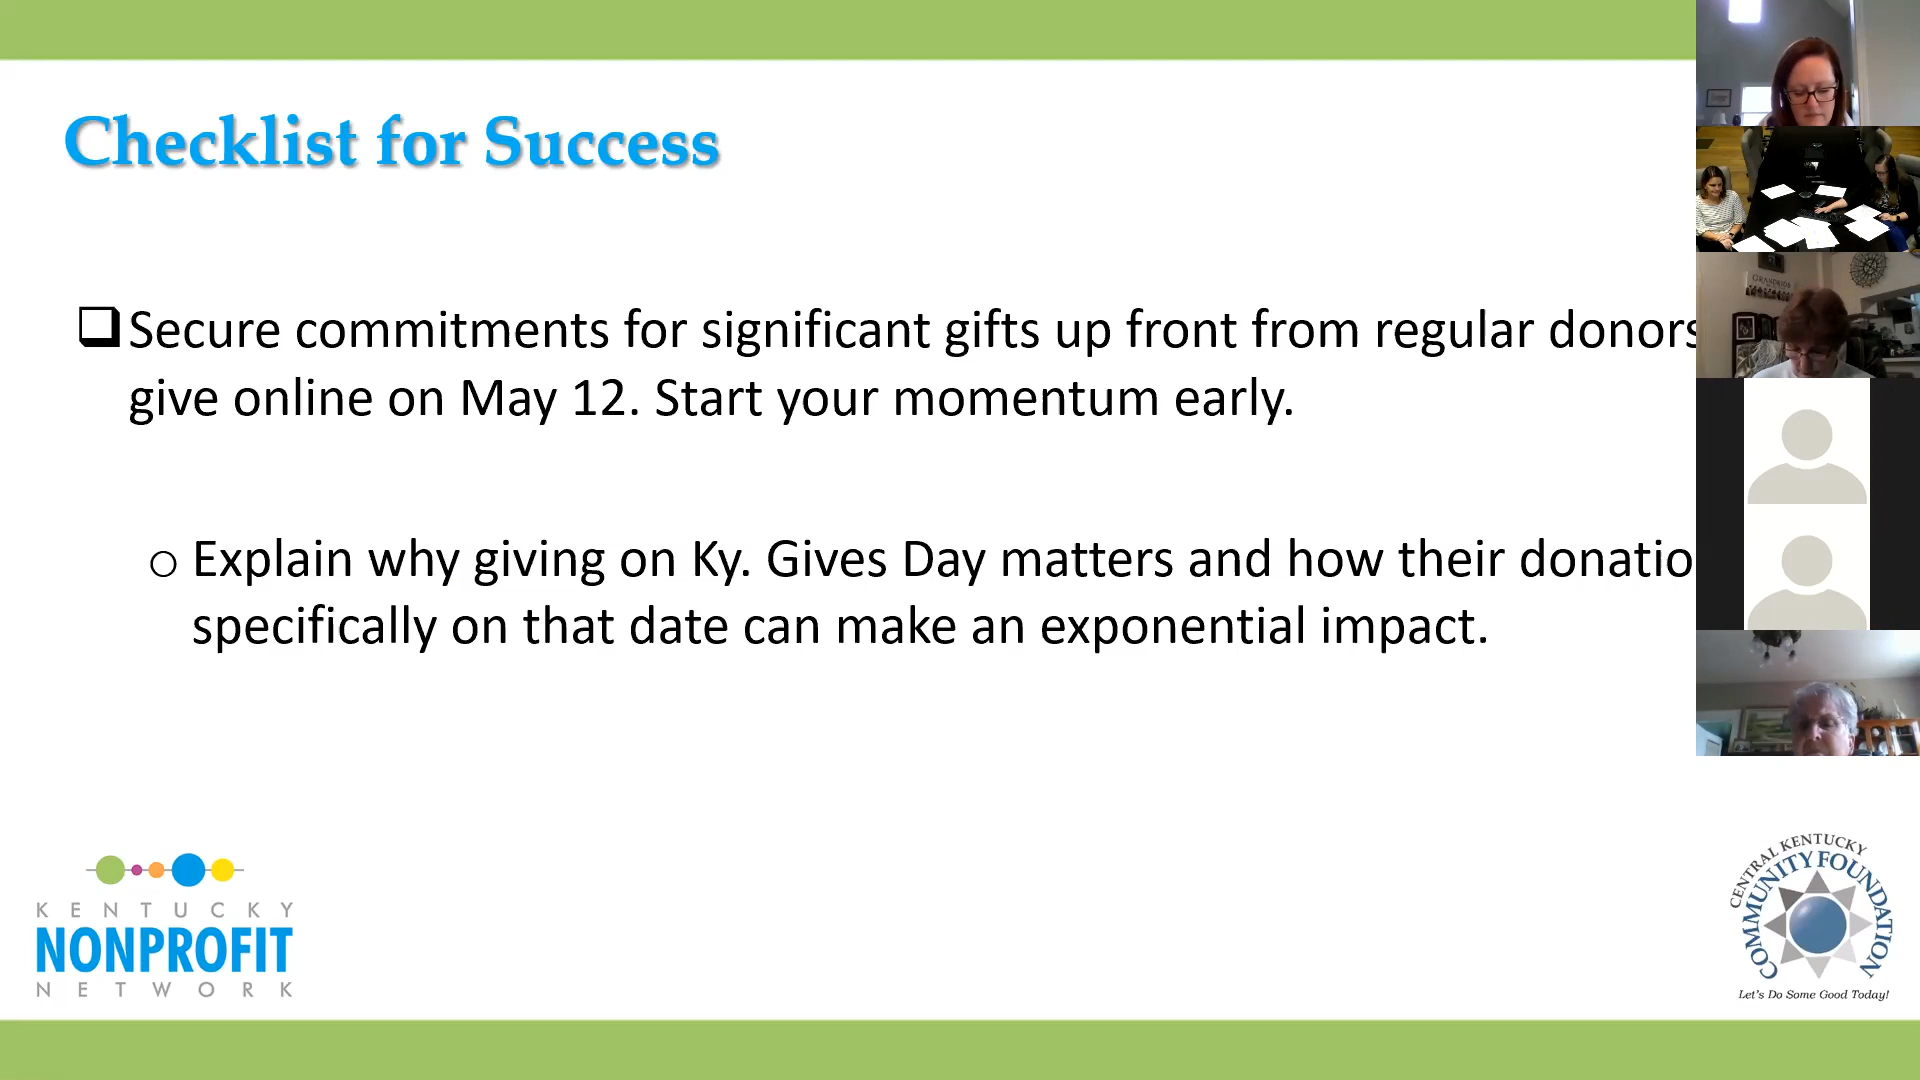 Checklist for Success
Secure commitments for significant gifts up front from regular donors
give online on May 12. Start your momentum early.
Explain why giving on Ky. Gives Day matters and how their donatio
specifically on that date can make an exponential impact.
KENTUCKY
NONPROFIT
NETWORK
CENTRAL KENTUCKY
COMMUNITY FOUNDATION
Let's Do Some Good Today!